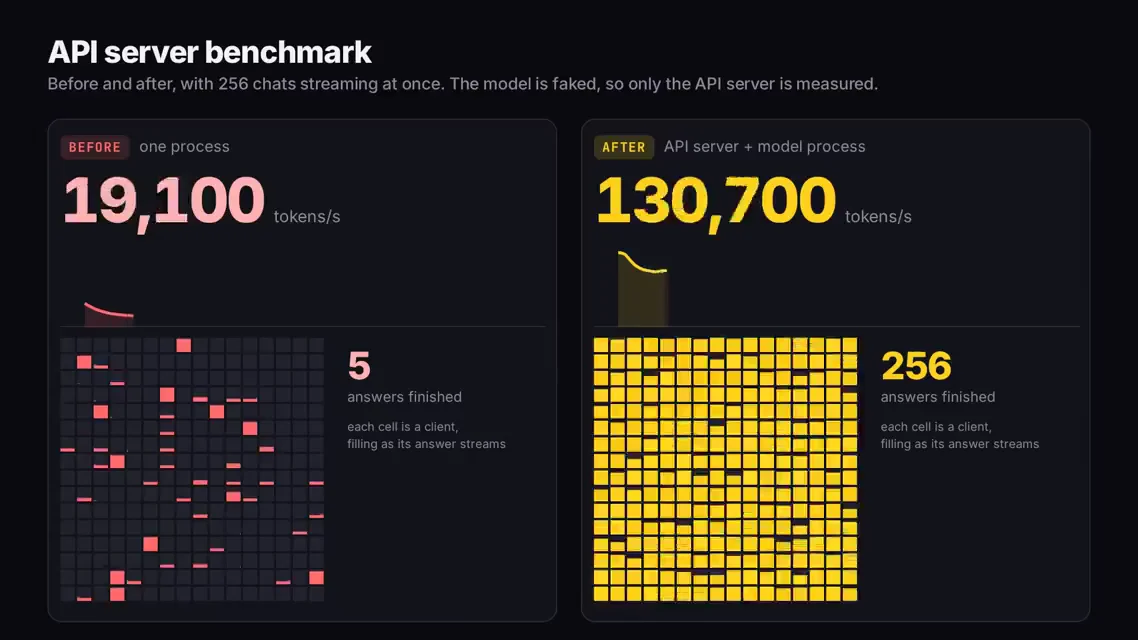 API server benchmark
Before and after, with 256 chats streaming at once. The model is faked, so only the API server is measured.
BEFORE one process
19,100 tokens/s
5
answers finished
each cell is a client,
filling as its answer streams
AFTER API server + model process
130,700 tokens/s
256
answers finished
each cell is a client,
filling as its answer streams